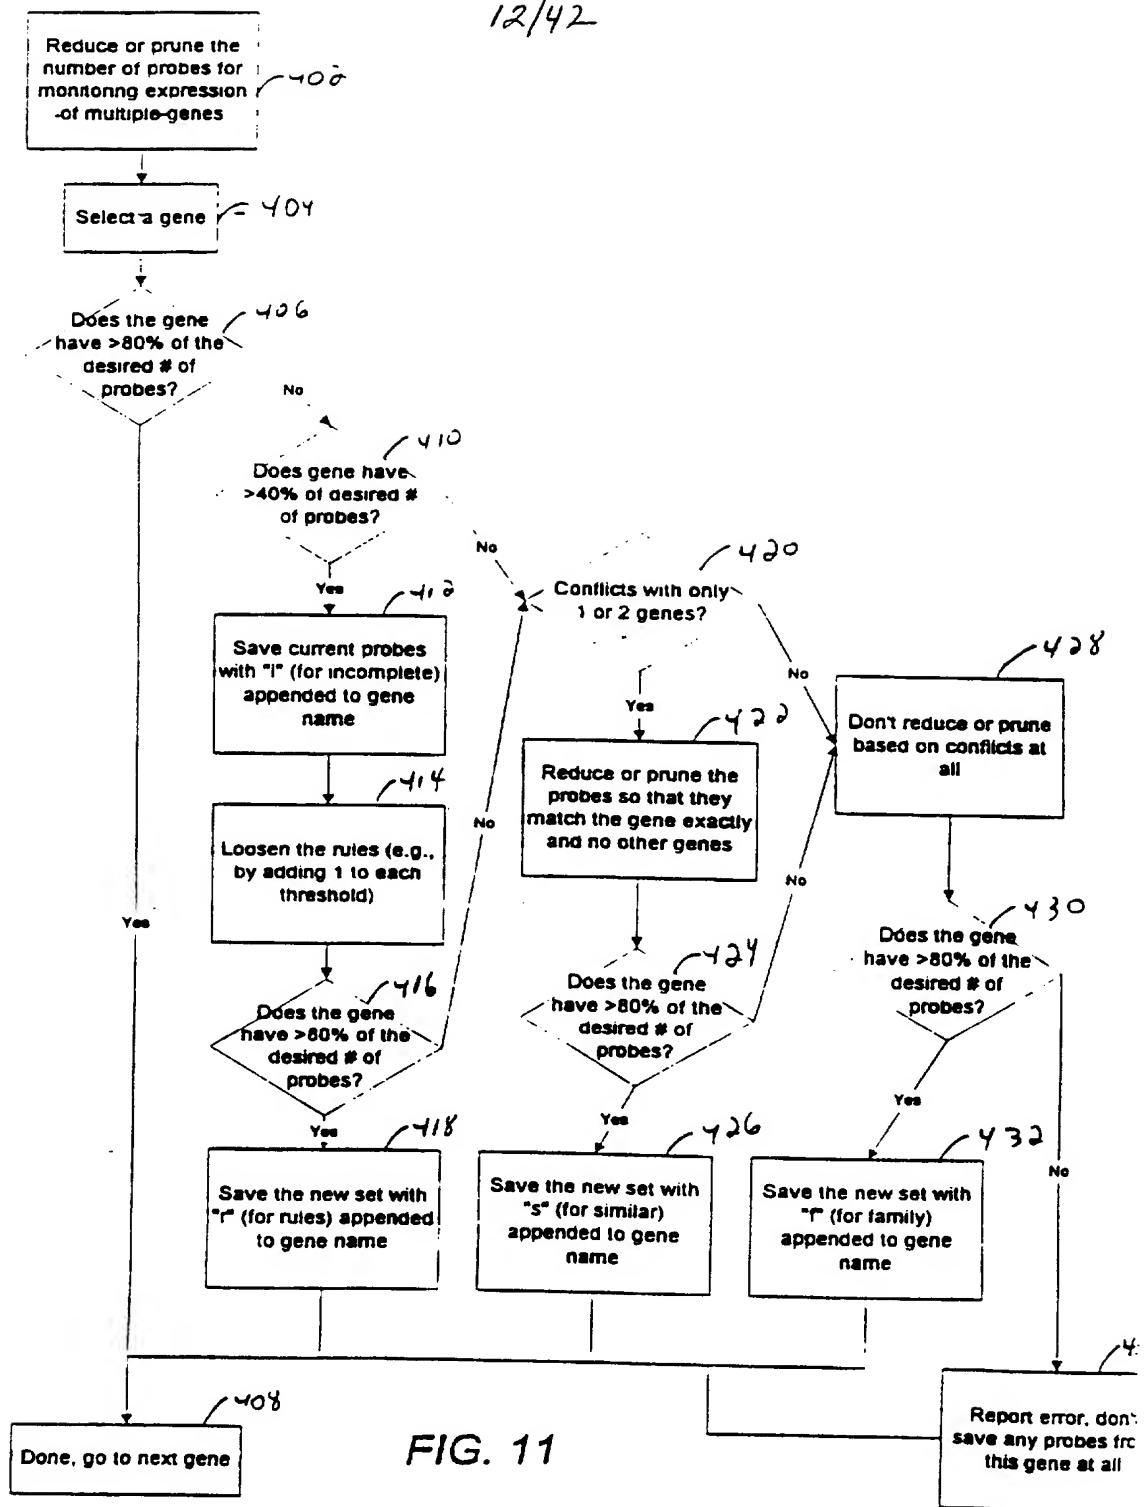 12/42
Reduce or prune the
number of probes for
monitoring expression
of multiple genes
402
Select a gene
404
Does the gene
have >80% of the
desired # of
probes?
406
No
Does gene have
>40% of desired #
of probes?
410
No
Yes
Conflicts with only
1 or 2 genes?
420
Save current probes
with "I" (for incomplete)
appended to gene
name
412
No
Yes
Don't reduce or prune
based on conflicts at
all
428
Loosen the rules (e.g.,
by adding 1 to each
threshold)
414
No
Reduce or prune the
probes so that they
match the gene exactly
and no other genes
422
No
Yes
Does the gene
have >80% of the
desired # of
probes?
416
Does the gene
have >80% of the
desired # of
probes?
424
Does the gene
have >80% of the
desired # of
probes?
430
Yes
Yes
Yes
No
Save the new set with
"r" (for rules) appended
to gene name
418
Save the new set with
"s" (for similar)
appended to gene
name
426
Save the new set with
"f" (for family)
appended to gene
name
432
Done, go to next gene
408
FIG. 11
Report error, don't
save any probes
this gene at all